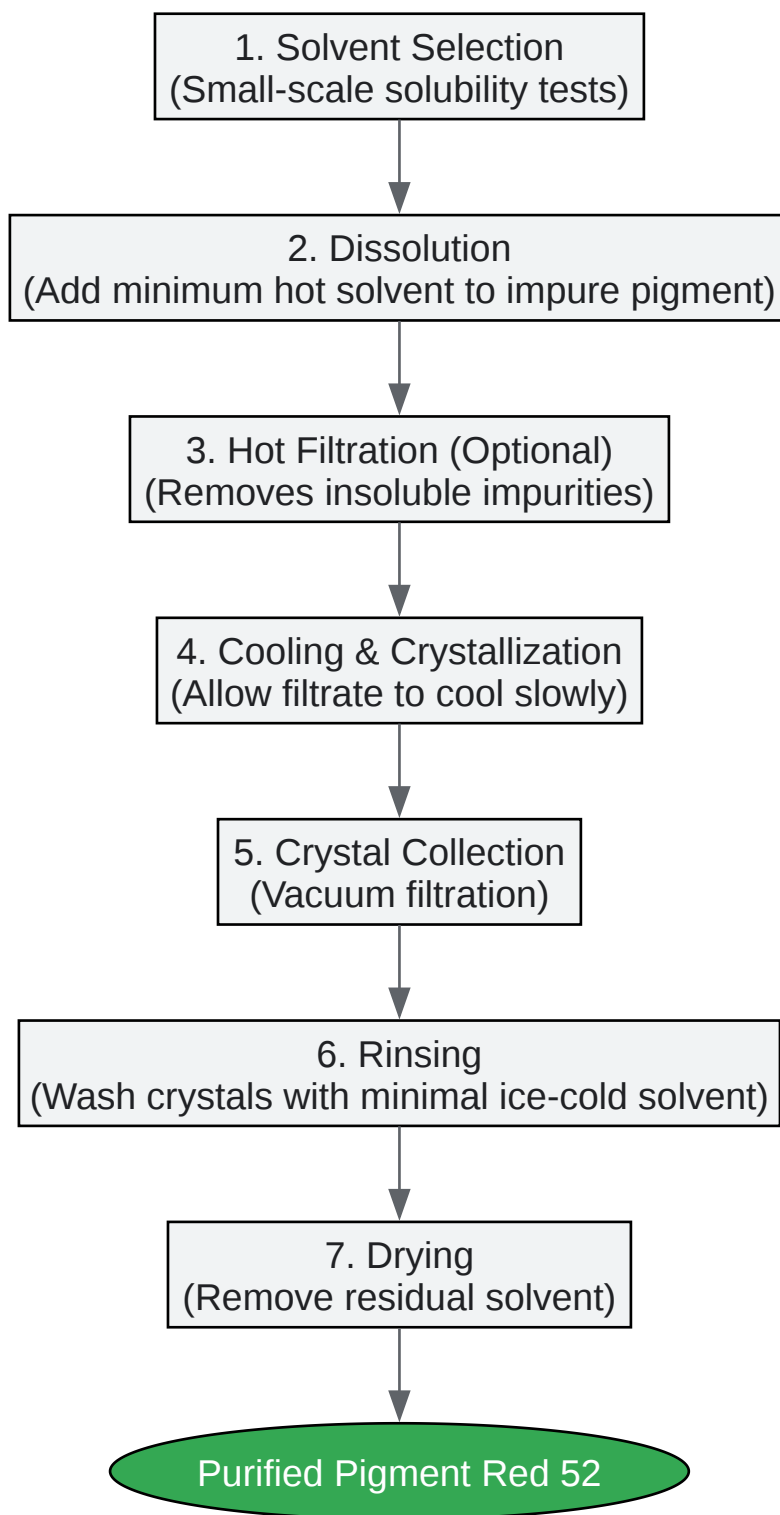 1. Solvent Selection
(Small-scale solubility tests)
2. Dissolution
(Add minimum hot solvent to impure pigment)
3. Hot Filtration (Optional)
(Removes insoluble impurities)
4. Cooling & Crystallization
(Allow filtrate to cool slowly)
5. Crystal Collection
(Vacuum filtration)
6. Rinsing
(Wash crystals with minimal ice-cold solvent)
7. Drying
(Remove residual solvent)
Purified Pigment Red 52